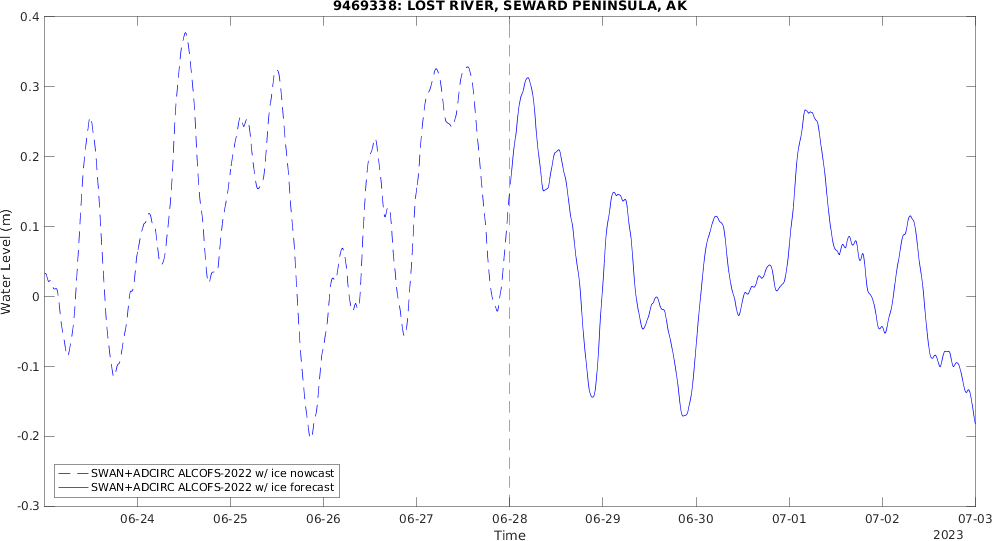 9469338: LOST RIVER, SEWARD PENINSULA, AK
0.4
0.3
0.2
0.1
0
-0.1
-0.2
-0.3
Water Level (m)
SWAN+ADCIRC ALCOFS-2022 w/ ice nowcast
SWAN+ADCIRC ALCOFS-2022 w/ ice forecast
06-24 06-25 06-26 06-27 06-28 06-29 06-30 07-01 07-02 07-03
Time
2023